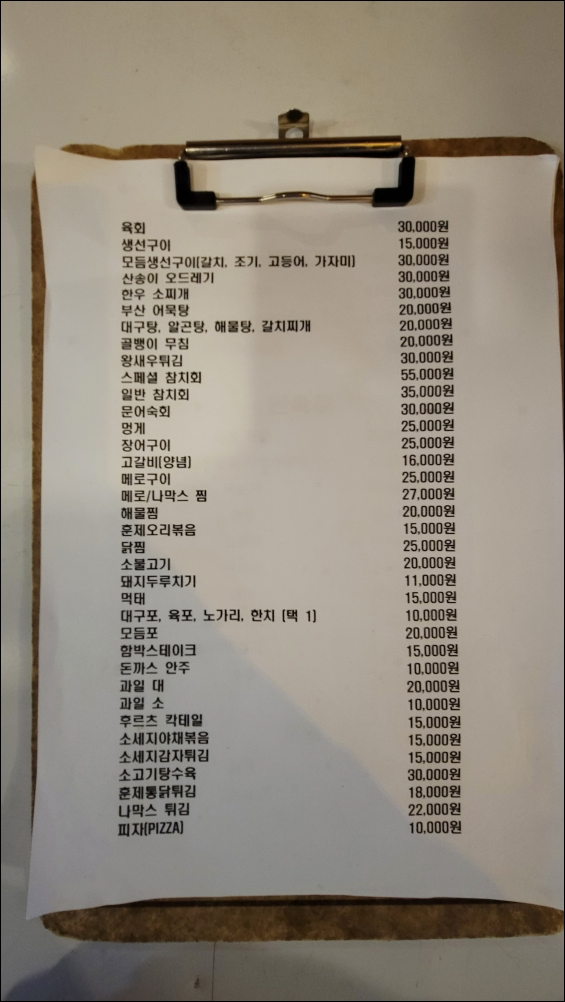 육회 30,000원
생선구이 15,000원
모듬생선구이(갈치, 조기, 고등어, 가자미) 30,000원
산송이 오드레기 30,000원
한우 소찌개 30,000원
부산 어묵탕 20,000원
대구탕, 알곤탕, 해물탕, 갈치찌개 20,000원
골뱅이 무침 20,000원
왕새우튀김 30,000원
스페셜 참치회 55,000원
일반 참치회 35,000원
문어숙회 30,000원
멍게 25,000원
장어구이 25,000원
고갈비(양념) 16,000원
메로구이 25,000원
메로/나막스 찜 27,000원
해물찜 20,000원
훈제오리볶음 15,000원
닭찜 25,000원
소불고기 20,000원
돼지두루치기 11,000원
먹태 15,000원
대구포, 육포, 노가리, 한치 (택 1) 10,000원
모듬포 20,000원
함박스테이크 15,000원
돈까스 안주 10,000원
과일 대 20,000원
과일 소 10,000원
후르츠 칵테일 15,000원
소세지야채볶음 15,000원
소세지감자튀김 15,000원
소고기탕수육 30,000원
훈제통닭튀김 18,000원
나막스 튀김 22,000원
피자(PIZZA) 10,000원